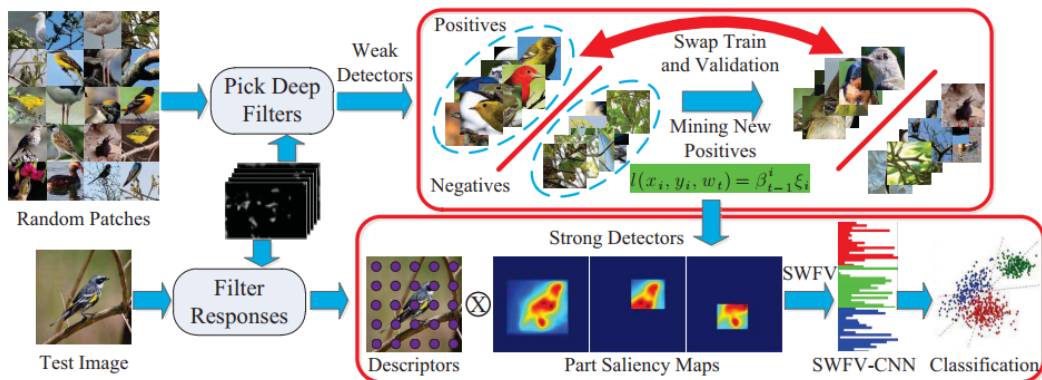 Random Patches
Pick Deep
Filters
Weak
Detectors
Positives
Negatives
Swap Train
and Validation
Mining New
Positives
l(x_i, y_i, w_t) = β^i_{t−1} ξ_i
Test Image
Filter
Responses
Descriptors
Ⓧ
Strong Detectors
Part Saliency Maps
SWFV
SWFV-CNN
Classification